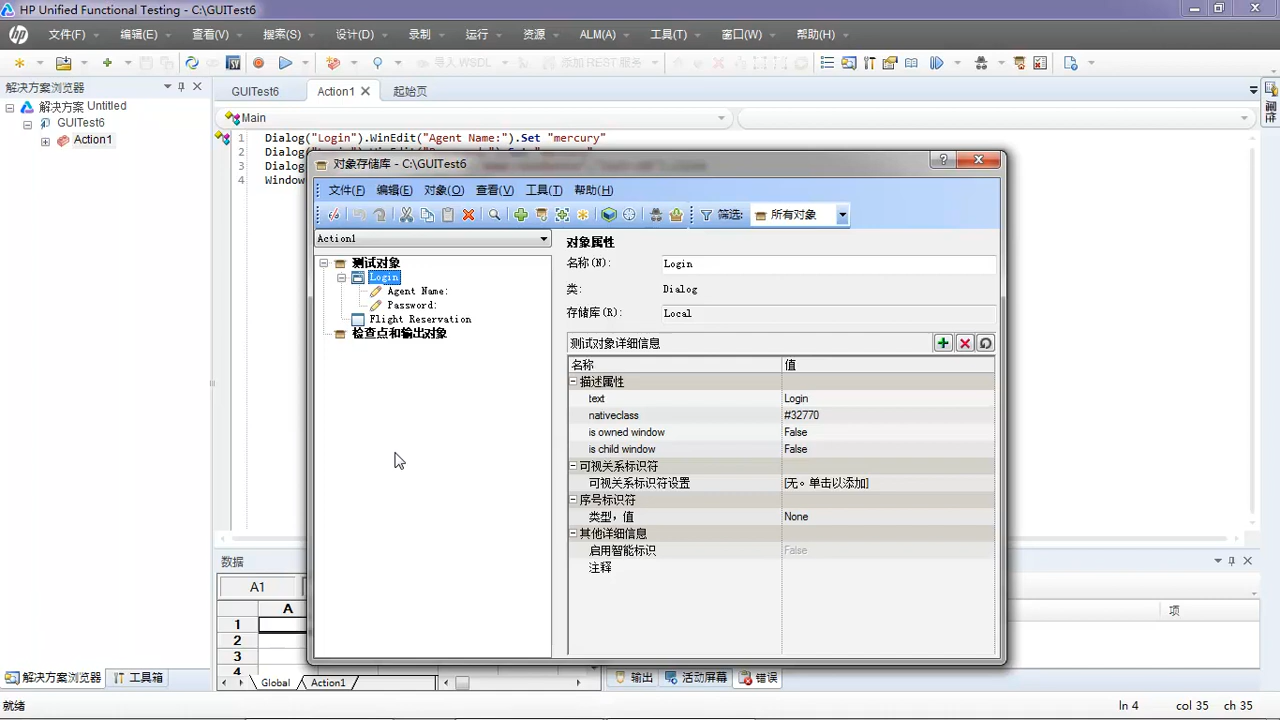 HP Unified Functional Testing - C:\GUITest6
hp 文件(F) 编辑(E) 查看(V) 搜索(S) 设计(D) 录制 运行 资源 ALM(A) 工具(T) 窗口(W) 帮助(H)
导入 WSDL 添加 REST 服务
解决方案浏览器
GUITest6 Action1 起始页
解决方案 Untitled
GUITest6
Action1
Main
1 Dialog("Login").WinEdit("Agent Name:").Set "mercury"
2
3 Dialog
4 Window
对象存储库 - C:\GUITest6
文件(F) 编辑(E) 对象(O) 查看(V) 工具(T) 帮助(H)
筛选: 所有对象
Action1
测试对象
Login
Agent Name:
Password:
Flight Reservation
检查点和输出对象
对象属性
名称(N): Login
类: Dialog
存储库(R): Local
测试对象详细信息
名称 值
描述属性
text Login
nativeclass #32770
is owned window False
is child window False
可视关系标识符
可视关系标识符设置 [无。单击以添加]
序号标识符
类型，值 None
其他详细信息
启用智能标识 False
注释
数据
A1
A
1
2
3
4
Global Action1
项
解决方案浏览器 工具箱
输出 活动屏幕 错误
属性
就绪 ln 4 col 35 ch 35